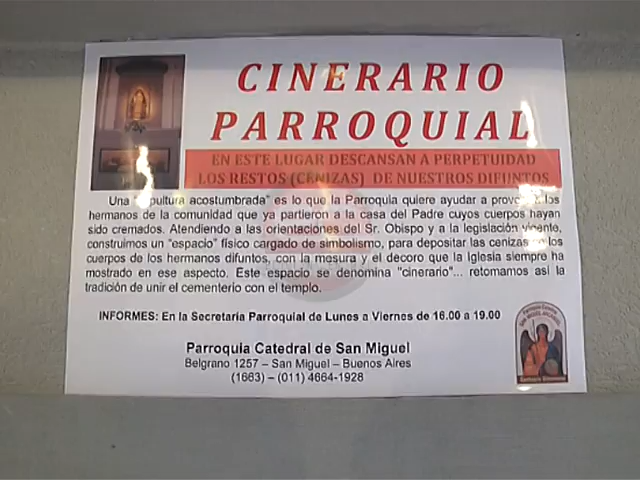 CINERARIO
PARROQUIAL
EN ESTE LUGAR DESCANSAN A PERPETUIDAD
LOS RESTOS (CENIZAS) DE NUESTROS DIFUNTOS
Una acostumbrada" es lo que la Parroquia quiere ayudar a los
hermanos de la comunidad que ya partieron a la casa del Padre cuyos cuerpos hayan
sido cremados. Atendiendo a las orientaciones del Sr. Obispo y a la legislación vigente,
construimos un "espacio" físico cargado de simbolismo, para depositar las cenizas los
cuerpos de los hermanos difuntos, con la mesura y el decoro que la Iglesia siempre ha
mostrado en ese aspecto. Este espacio se denomina "cinerario"... retomamos así la
tradición de unir el cementerio con el templo.
INFORMES: En la Secretaría Parroquial de Lunes a Viernes de 16.00 a 19.00
Parroquia Catedral de San Miguel
Belgrano 1257 – San Miguel – Buenos Aires
(1663) – (011) 4664-1928